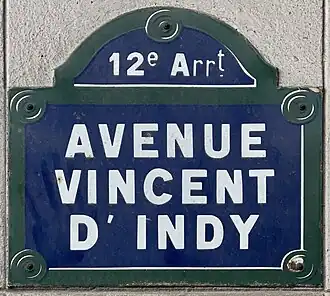 12e Arrt
AVENUE
VINCENT
D' INDY